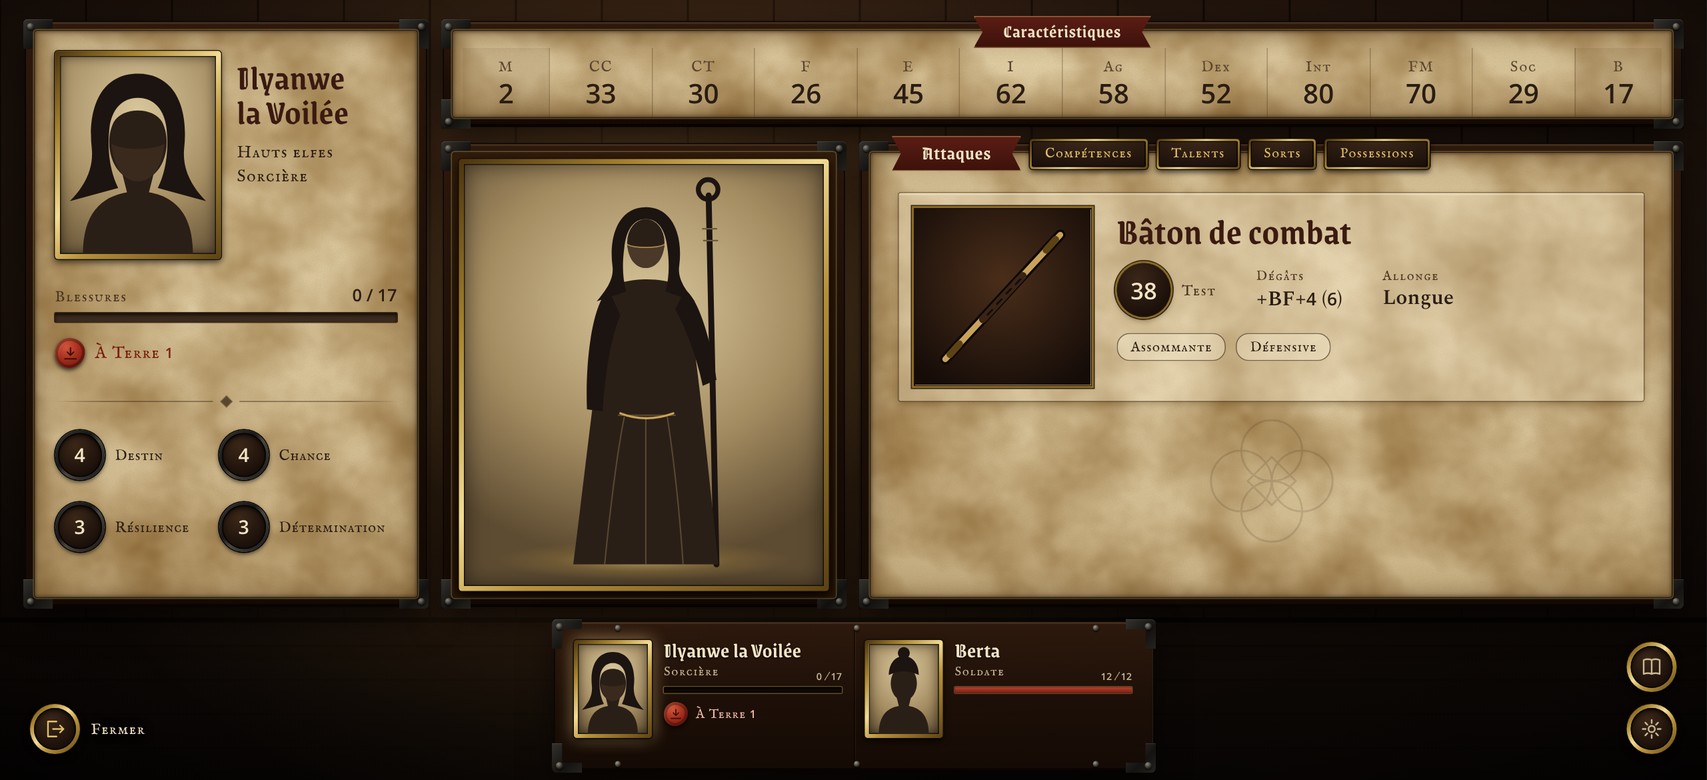 Ilyanwe
la Voilée
Hauts elfes
Sorcière
Blessures 0 / 17
À Terre 1
4 Destin 4 Chance
3 Résilience 3 Détermination
Caractéristiques
M CC CT F E I Ag Dex Int FM Soc B
2 33 30 26 45 62 58 52 80 70 29 17
Attaques Compétences Talents Sorts Possessions
Bâton de combat
38 Test
Dégâts
+BF+4 (6)
Allonge
Longue
Assommante Défensive
Ilyanwe la Voilée
Sorcière 0/17
À Terre 1
Berta
Soldate 12/12
Fermer